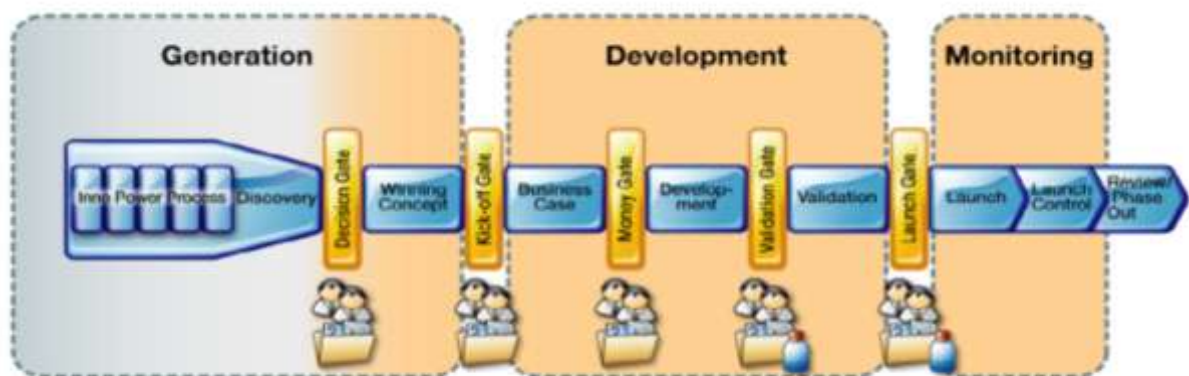 Generation
Development
Monitoring
Inno Power Process
Discovery
Decision Gate
Winning
Concept
Kick-off Gate
Business
Case
Money Gate
Develop-
ment
Validation Gate
Validation
Launch Gate
Launch
Launch
Control
Review/
Phase
Out